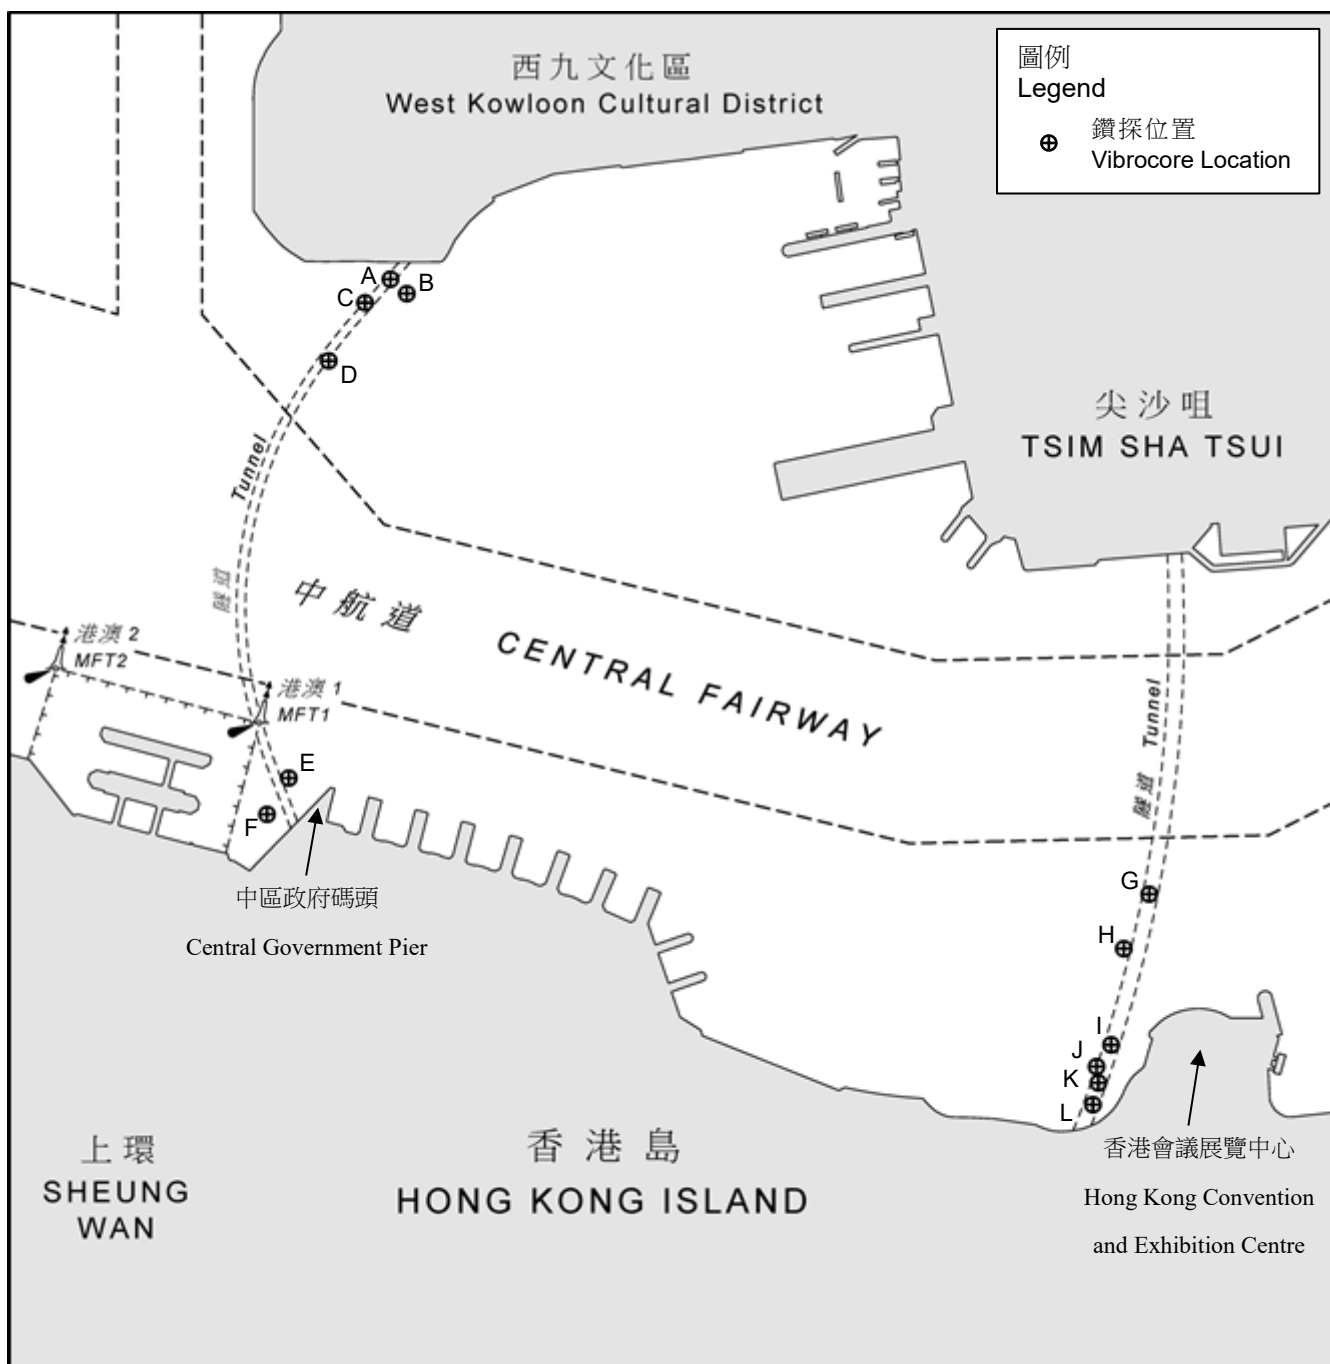 西九文化區
West Kowloon Cultural District
圖例
Legend
鑽探位置
Vibrocore Location
A
B
C
D
尖沙咀
TSIM SHA TSUI
Tunnel
隧道
中航道
CENTRAL FAIRWAY
港澳 2
MFT2
港澳 1
MFT1
Tunnel
隧道
E
F
中區政府碼頭
Central Government Pier
G
H
I
J
K
L
上環
SHEUNG
WAN
香港島
HONG KONG ISLAND
香港會議展覽中心
Hong Kong Convention
and Exhibition Centre